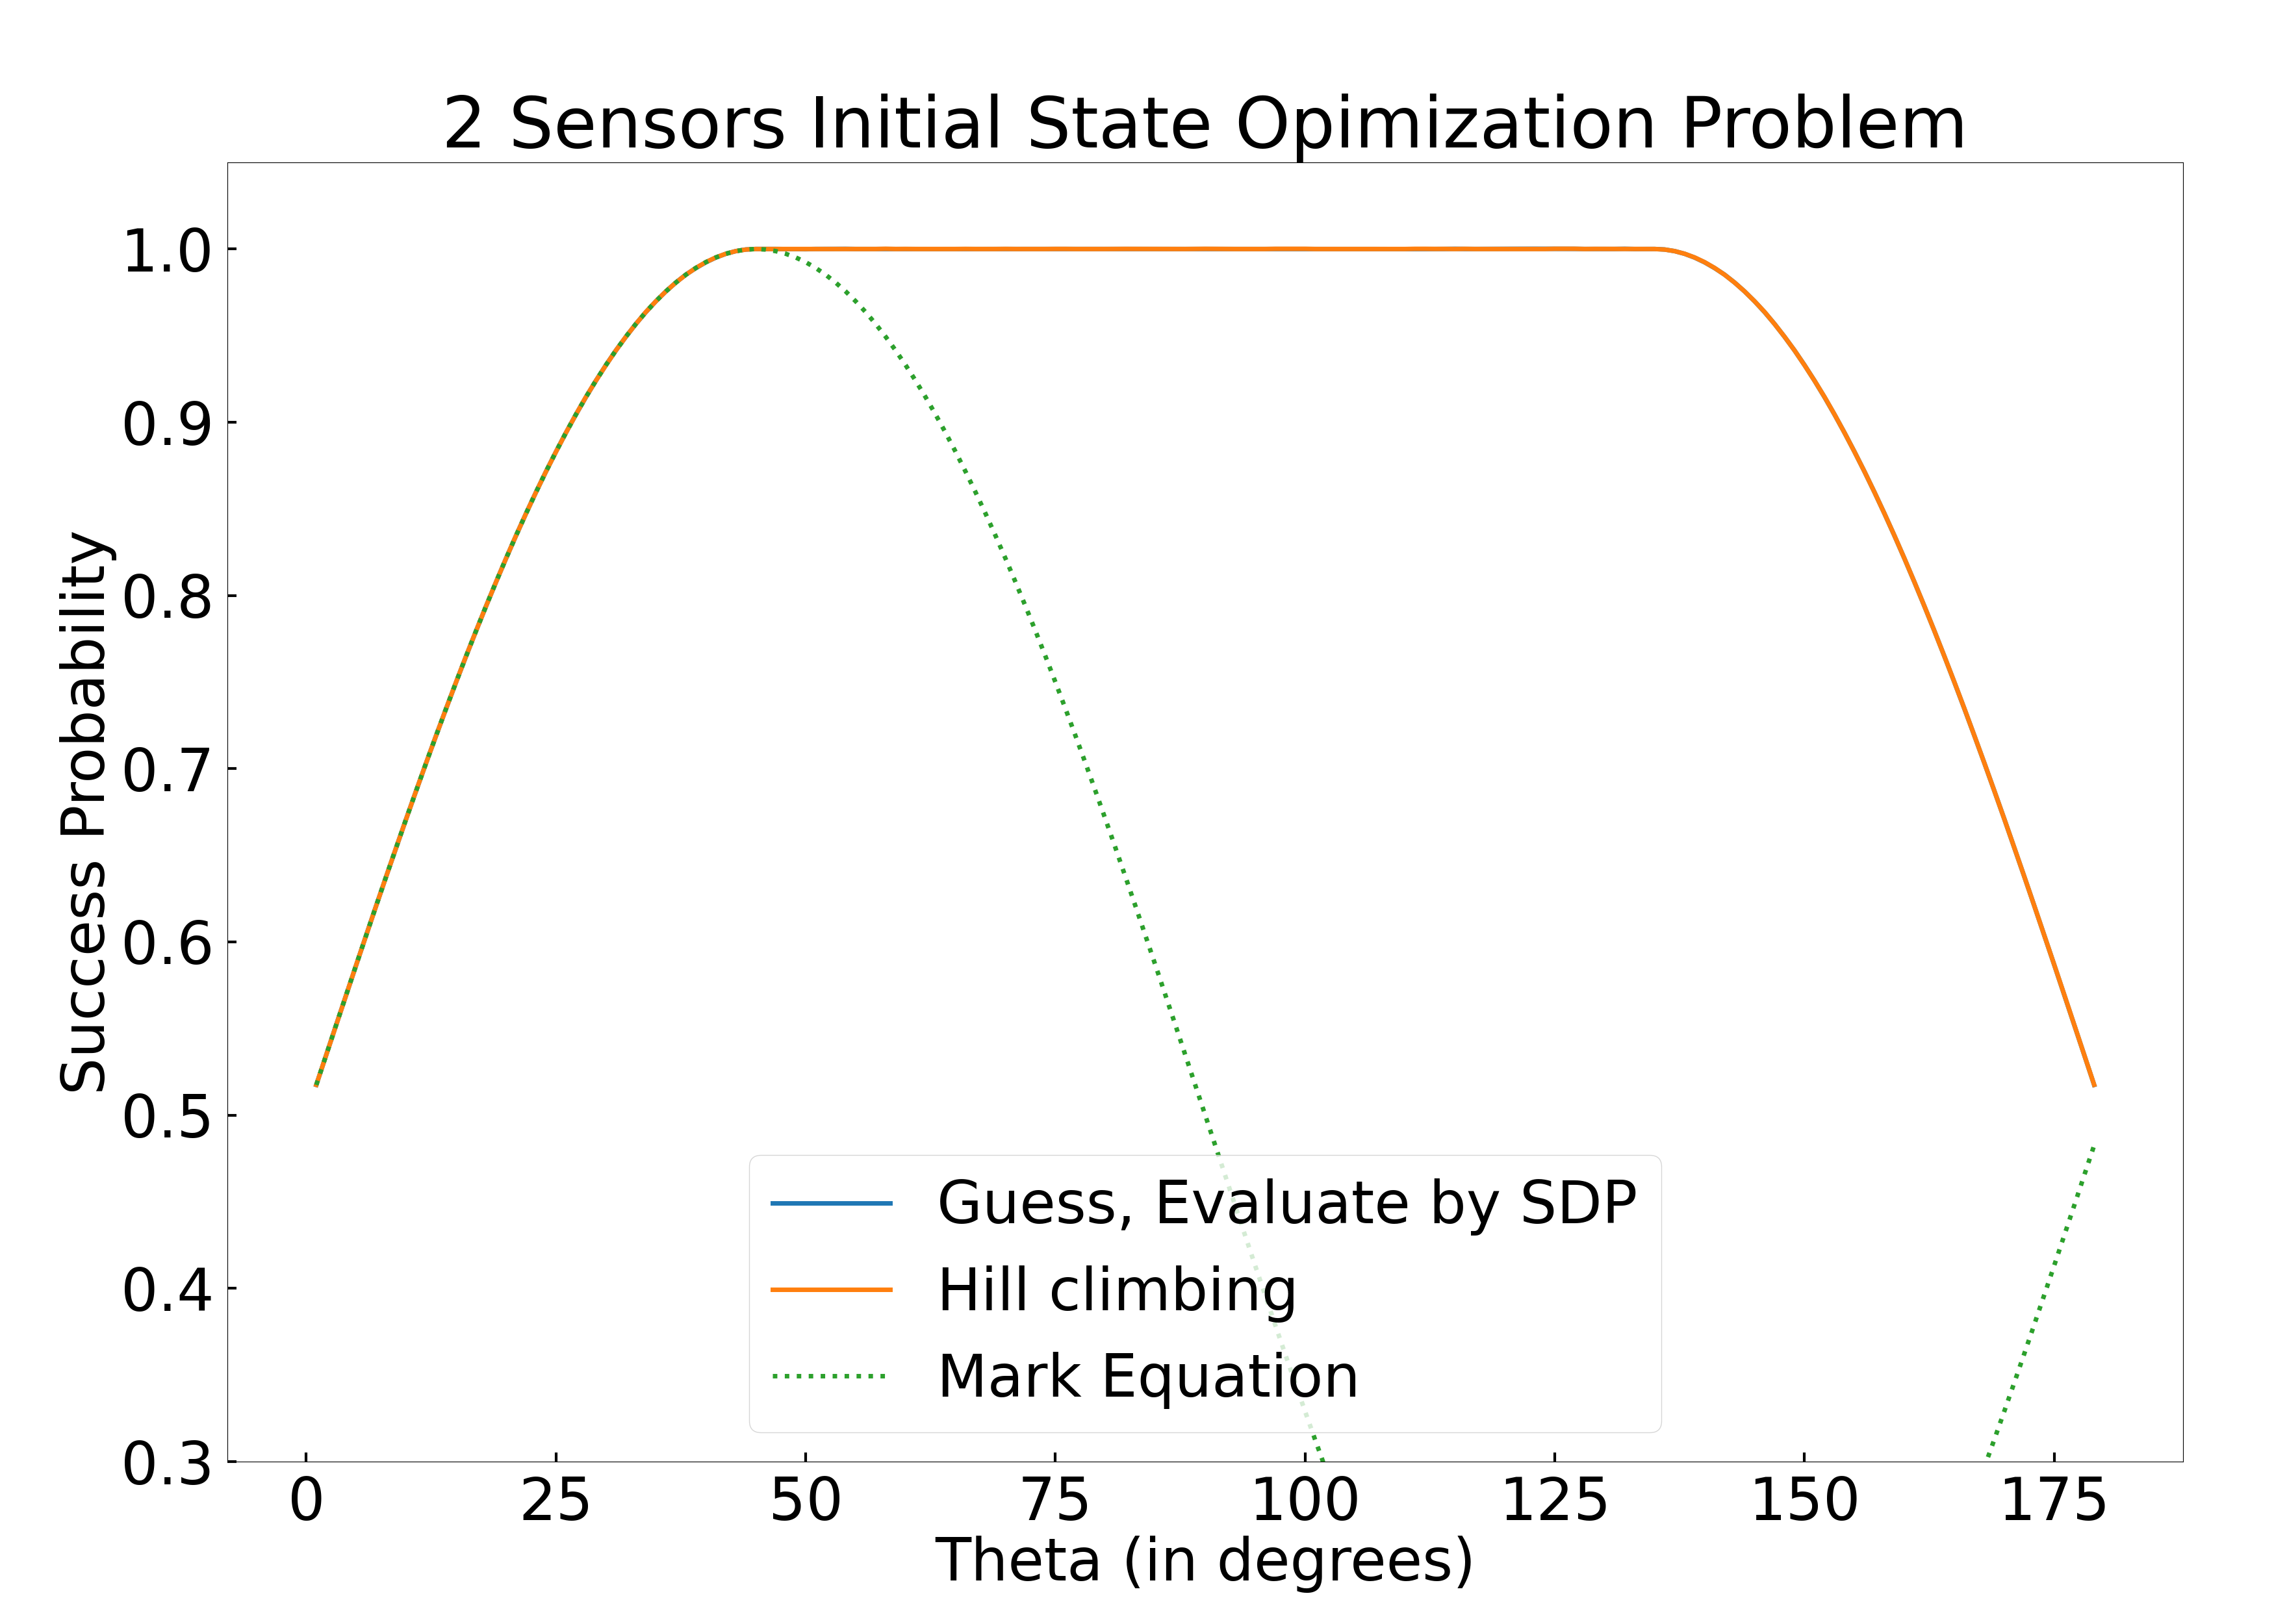 2 Sensors Initial State Opimization Problem
Success Probability
1.0
0.9
0.8
0.7
0.6
0.5
0.4
0.3
Guess, Evaluate by SDP
Hill climbing
Mark Equation
0 25 50 75 100 125 150 175
Theta (in degrees)